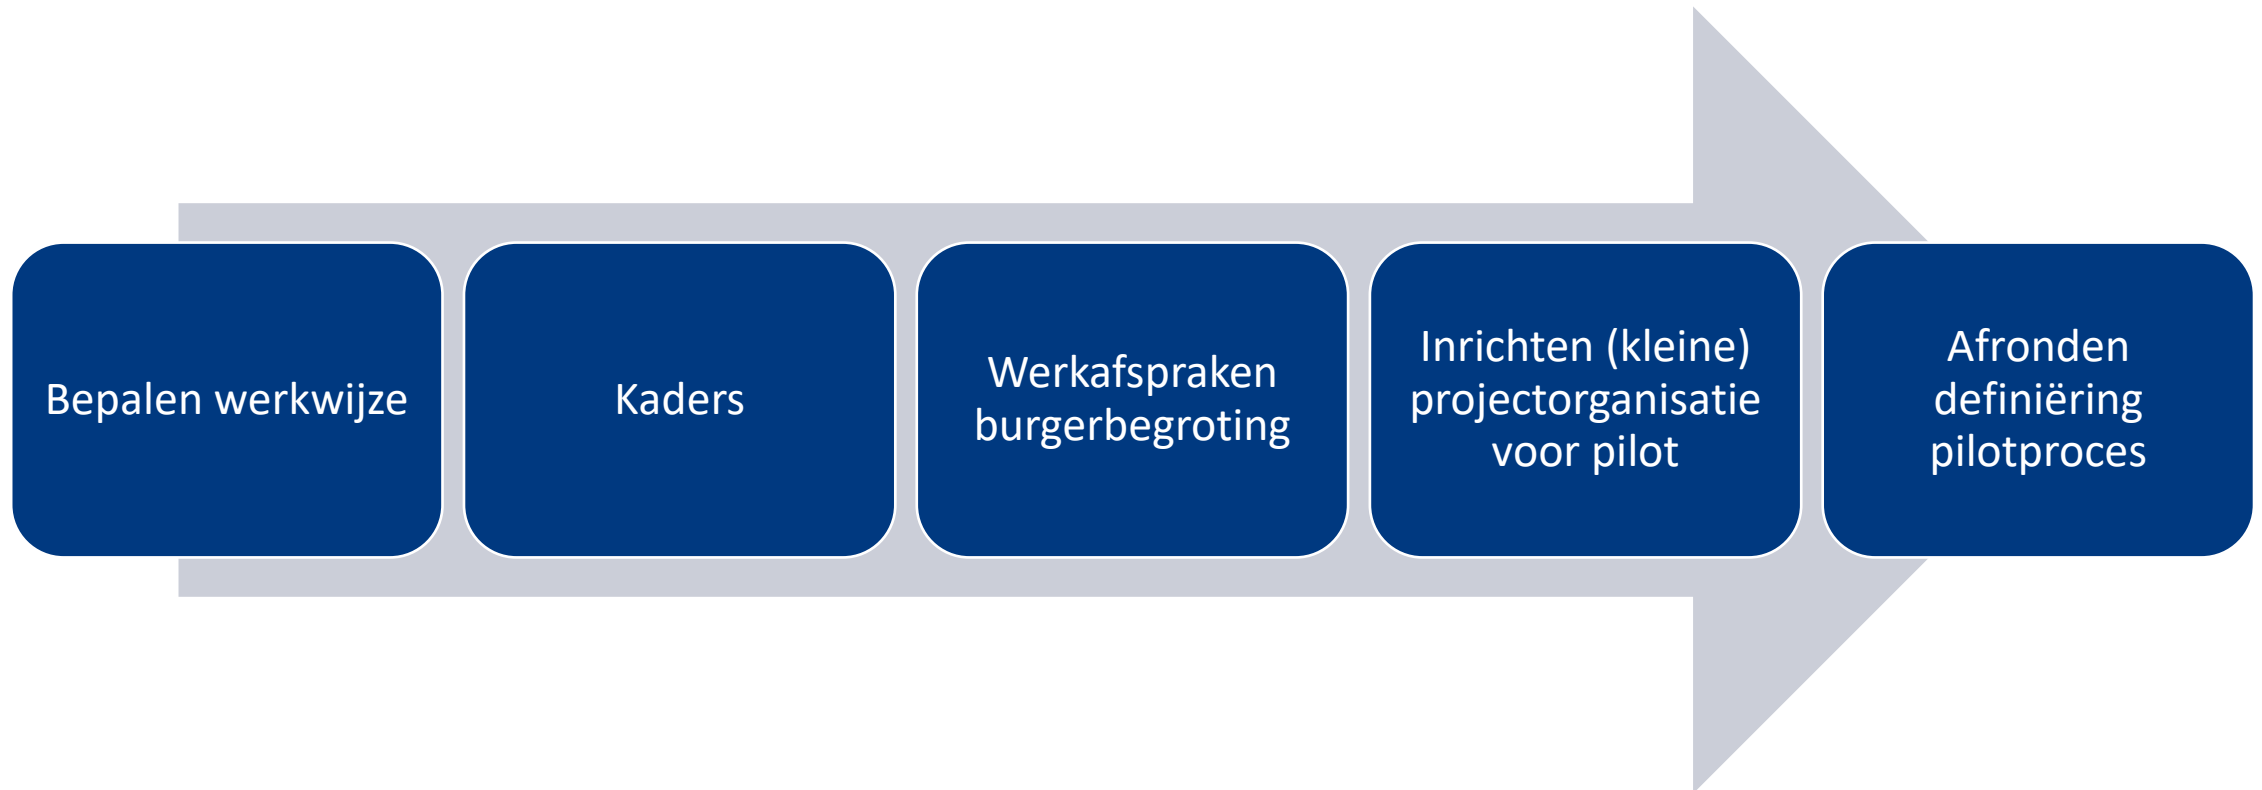 Bepalen werkwijze
Kaders
Werkafspraken
burgerbegroting
Inrichten (kleine)
projectorganisatie
voor pilot
Afronden
definiëring
pilotproces